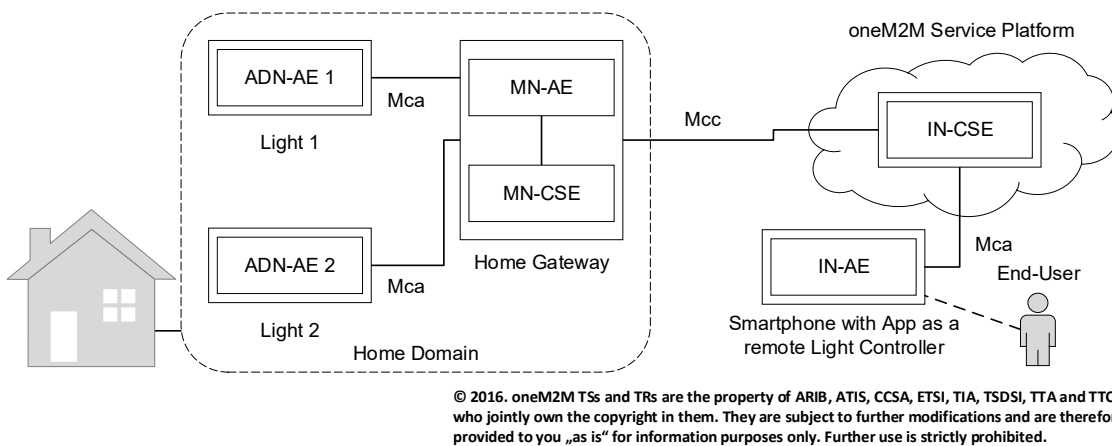 oneM2M Service Platform
ADN-AE 1
MN-AE
Mca
Mcc
IN-CSE
Light 1
MN-CSE
ADN-AE 2
Home Gateway
Mca
Mca
IN-AE
End-User
Light 2
Smartphone with App as a
remote Light Controller
Home Domain
© 2016. oneM2M TSs and TRs are the property of ARIB, ATIS, CCSA, ETSI, TIA, TSDSI, TTA and TTC
who jointly own the copyright in them. They are subject to further modifications and are therefor
provided to you „as is“ for information purposes only. Further use is strictly prohibited.